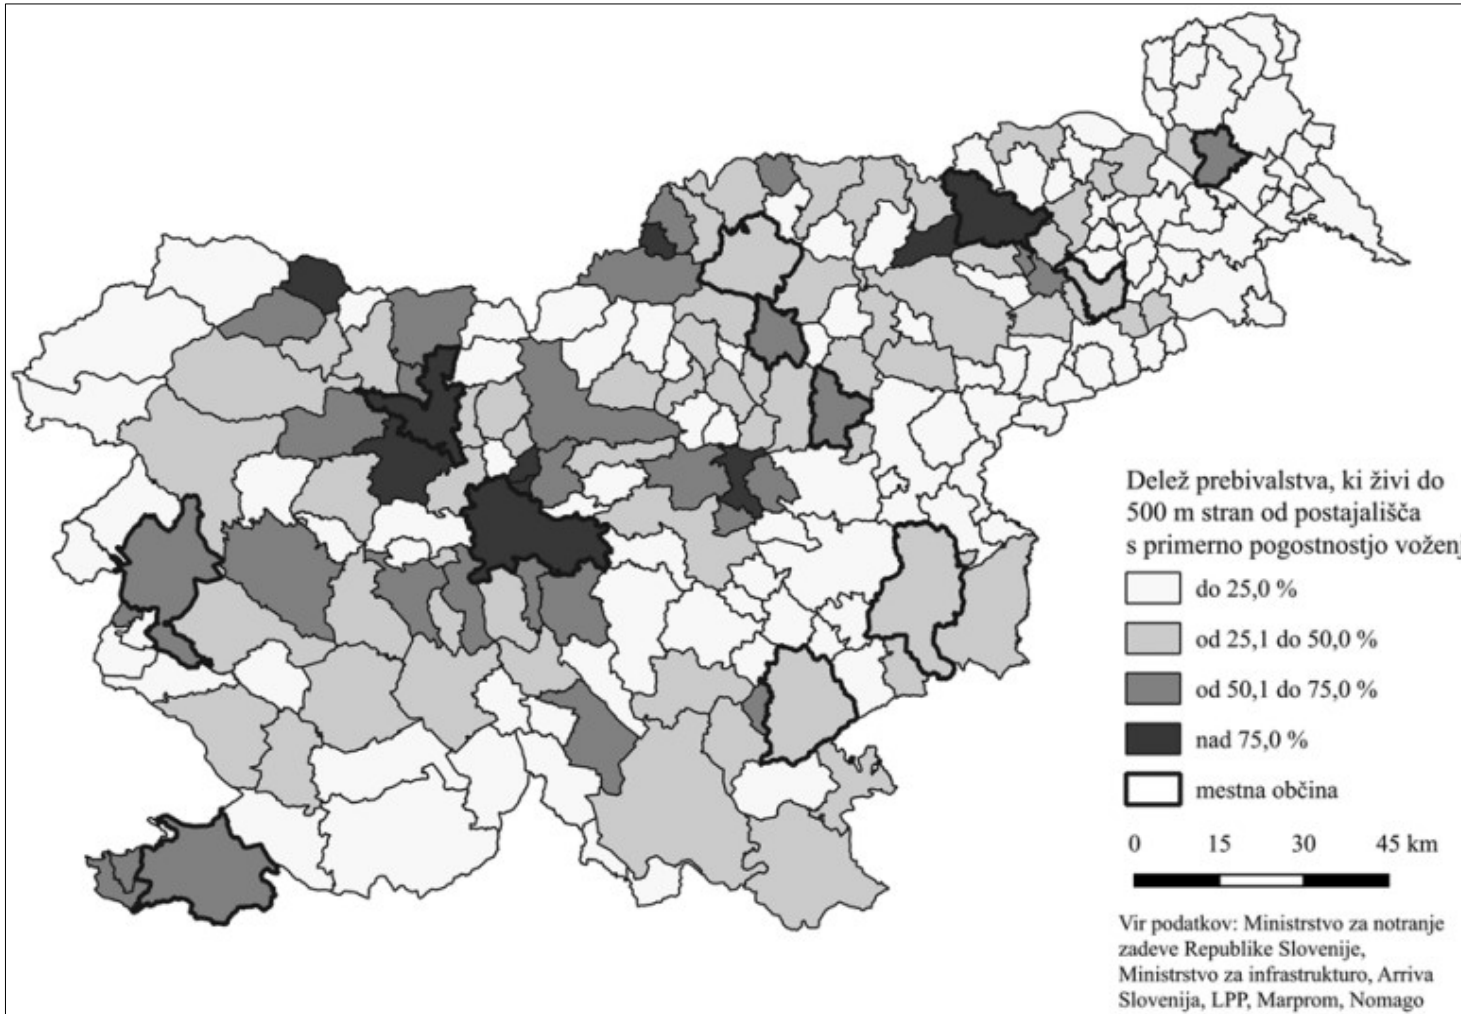 Delež prebivalstva, ki živi do
500 m stran od postajališča
s primerno pogostnostjo voženj
do 25,0 %
od 25,1 do 50,0 %
od 50,1 do 75,0 %
nad 75,0 %
mestna občina
0 15 30 45 km
Vir podatkov: Ministrstvo za notranje
zadeve Republike Slovenije,
Ministrstvo za infrastrukturo, Arriva
Slovenija, LPP, Marprom, Nomago